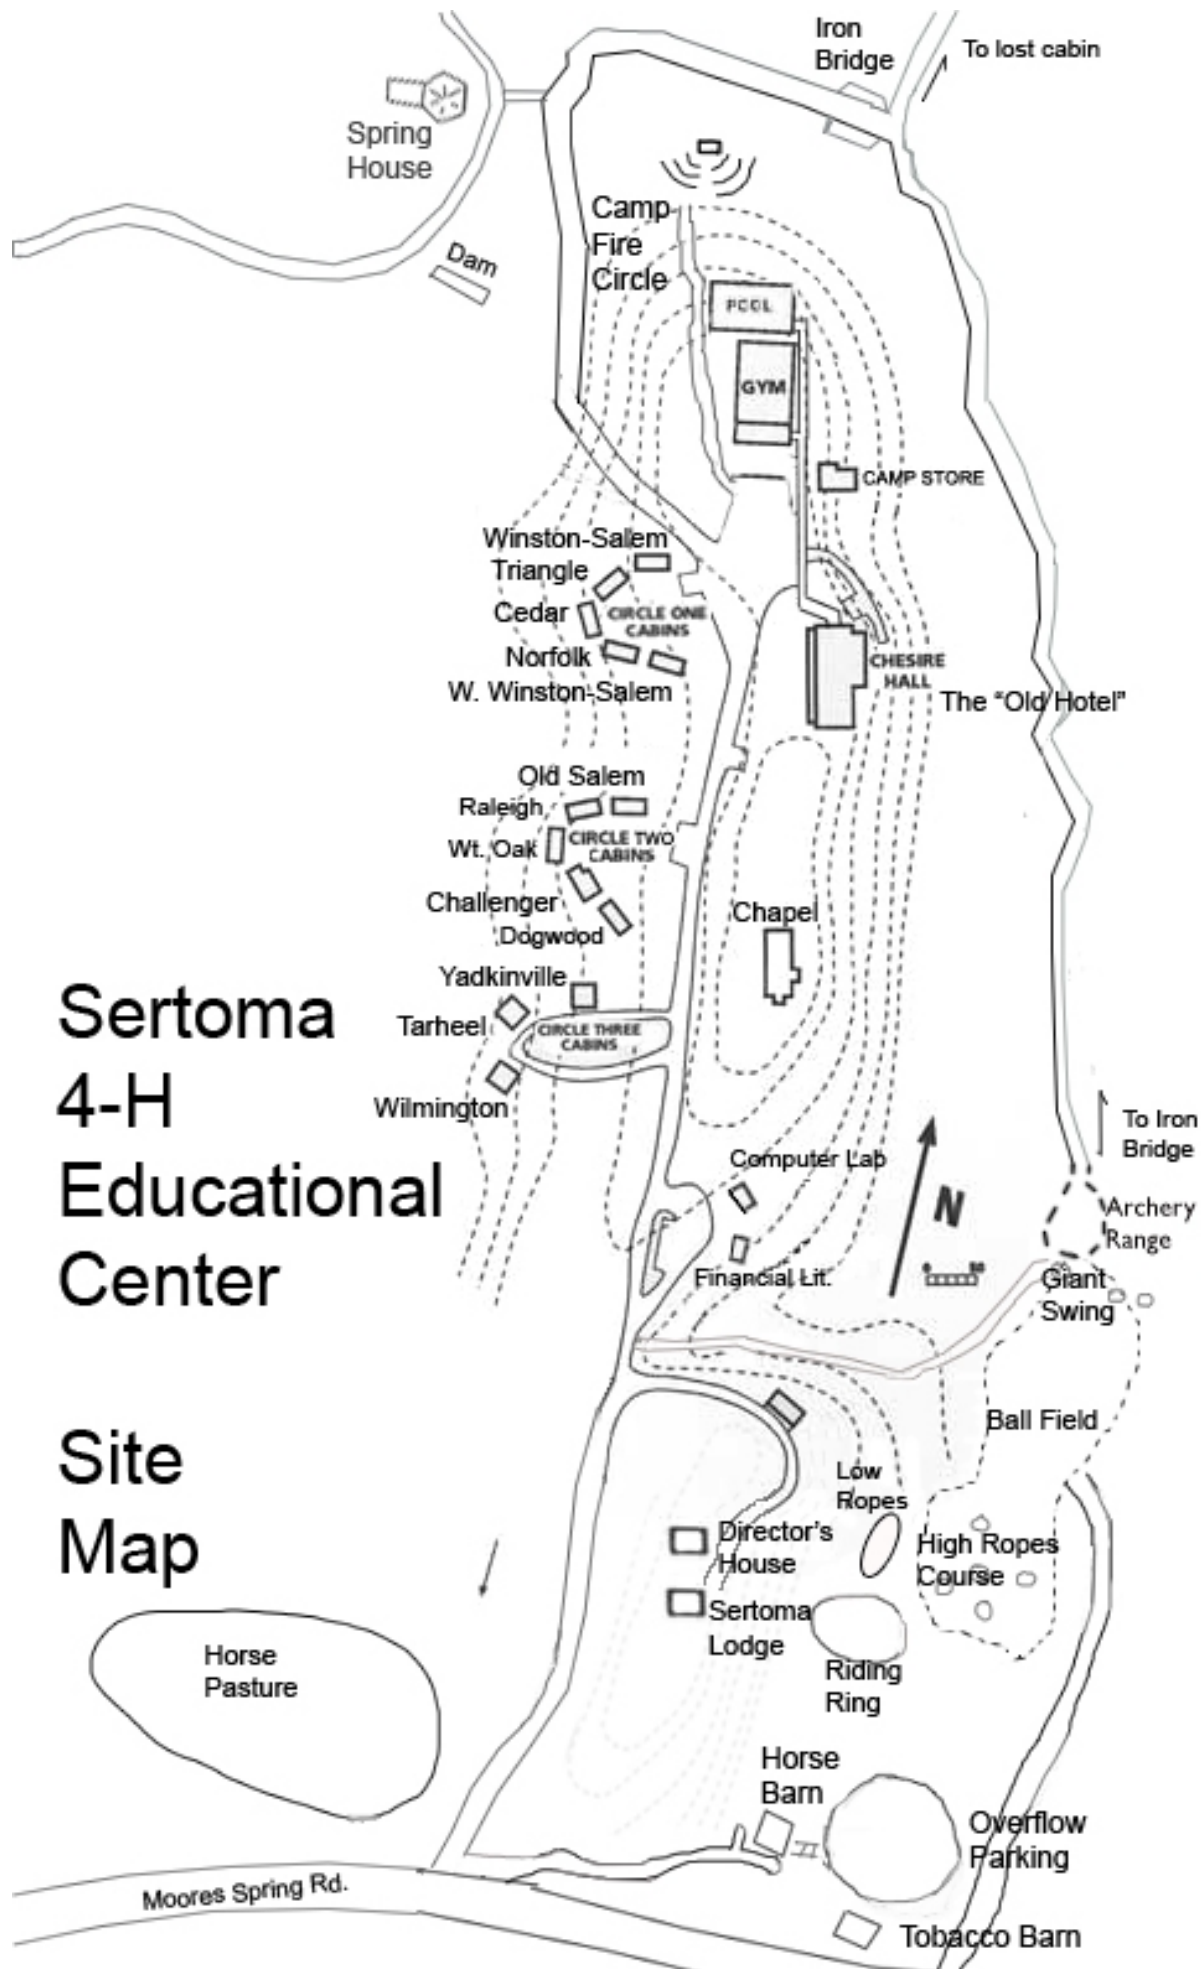 Iron
Bridge
To lost cabin
Spring
House
Dam
Camp
Fire
Circle
POOL
GYM
CAMP STORE
Winston-Salem
Triangle
Cedar
CIRCLE ONE
CABINS
Norfolk
W. Winston-Salem
CHESIRE
HALL
The “Old Hotel”
Old Salem
Raleigh
Wt. Oak
CIRCLE TWO
CABINS
Challenger
Dogwood
Chapel
Yadkinville
Tarheel
CIRCLE THREE
CABINS
Wilmington
Sertoma
4-H
Educational
Center
Site
Map
To Iron
Bridge
Computer Lab
N
0 50
Archery
Range
Financial Lit.
Giant
Swing
Ball Field
Low
Ropes
Director’s
House
High Ropes
Course
Sertoma
Lodge
Riding
Ring
Horse
Pasture
Horse
Barn
Overflow
Parking
Moores Spring Rd.
Tobacco Barn